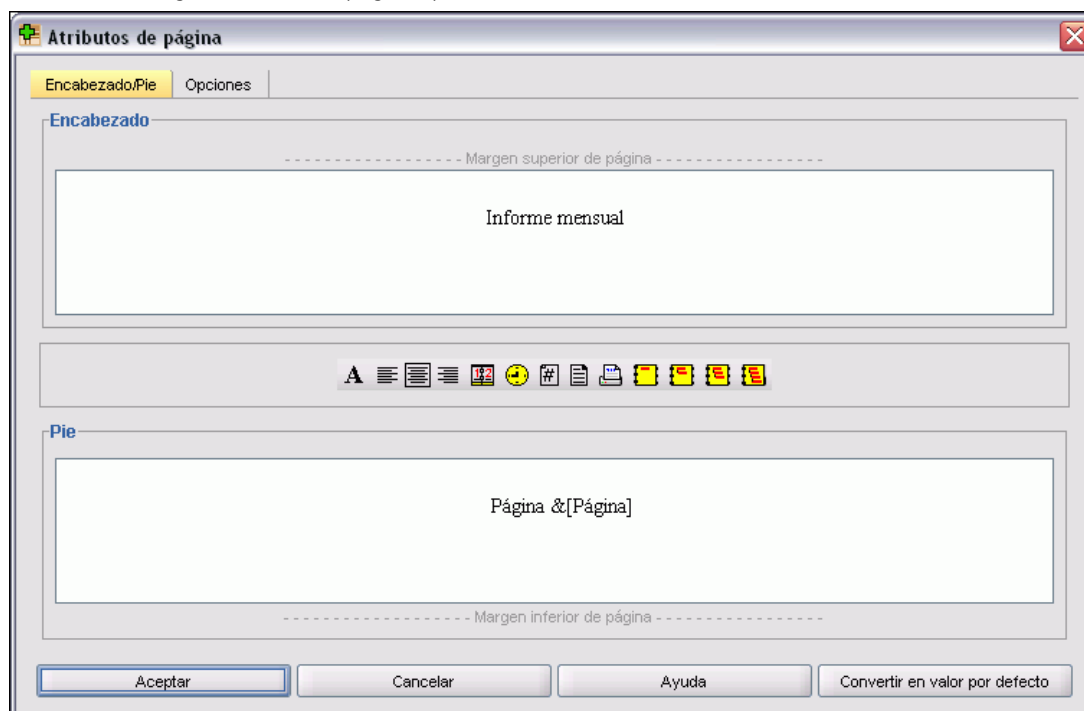 Atributos de página
Encabezado/Pie Opciones
Encabezado
- - - - - - - - - - - - - - - - - - Margen superior de página - - - - - - - - - - - - - - - - -
Informe mensual
A
Pie
Página &[Página]
- - - - - - - - - - - - - - - - - - - Margen inferior de página - - - - - - - - - - - - - - - - -
Aceptar Cancelar Ayuda Convertir en valor por defecto